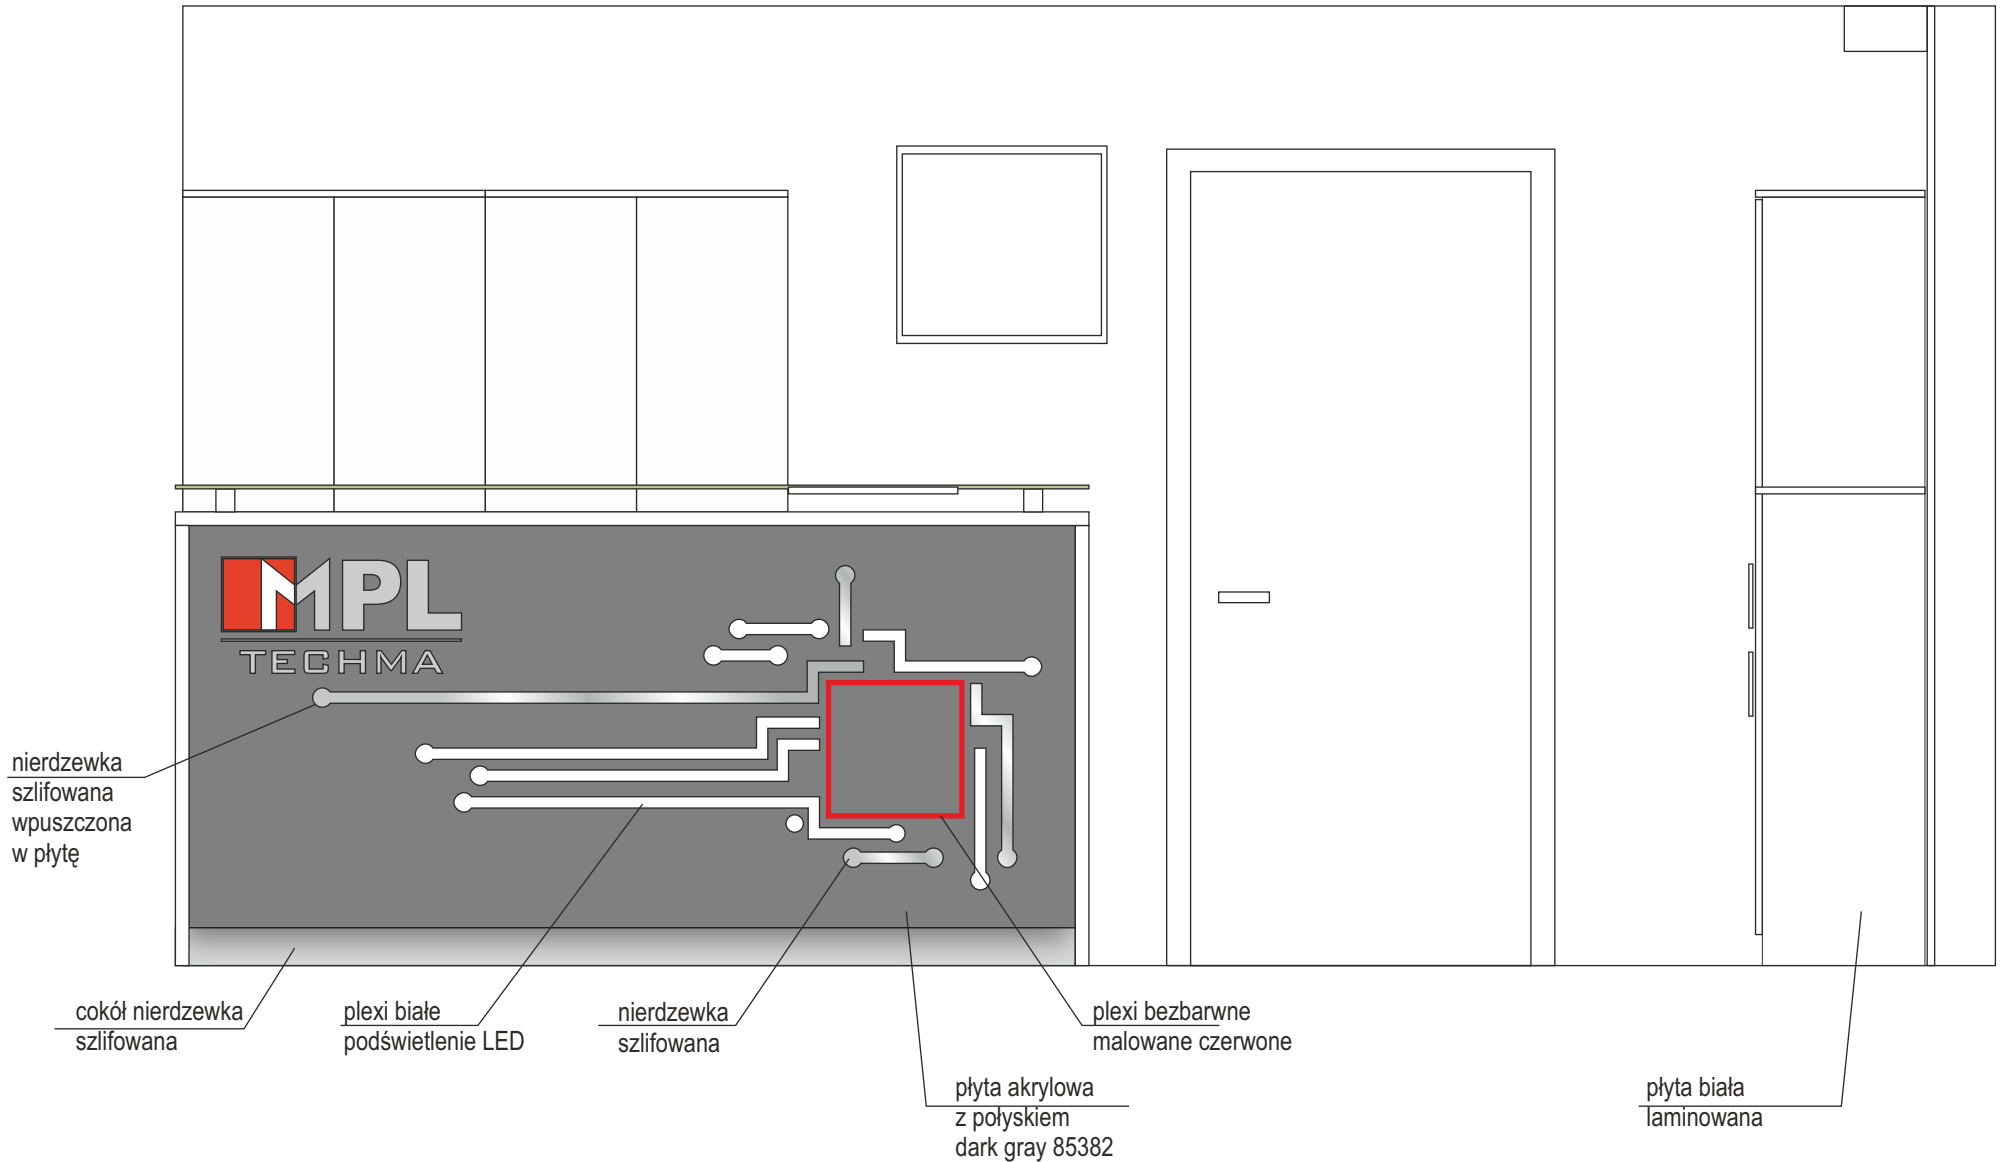 MPL
TECHMA
nierdzewka
szlifowana
wpuszczona
w płytę
cokół nierdzewka
szlifowana
plexi białe
podświetlenie LED
nierdzewka
szlifowana
plexi bezbarwne
malowane czerwone
płyta akrylowa
z połyskiem
dark gray 85382
płyta biała
laminowana